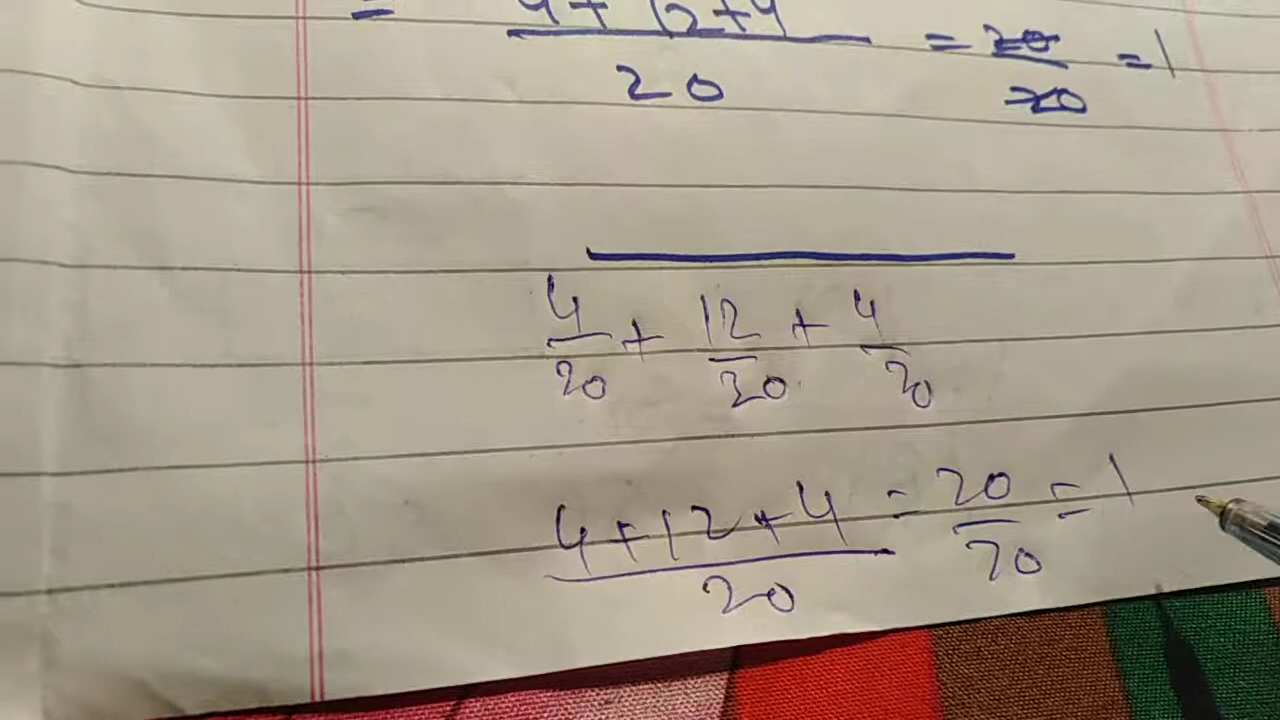 = 4+12+4/20 = 20/20 = 1
4/20 + 12/20 + 4/20
4+12+4/20 = 20/20 = 1